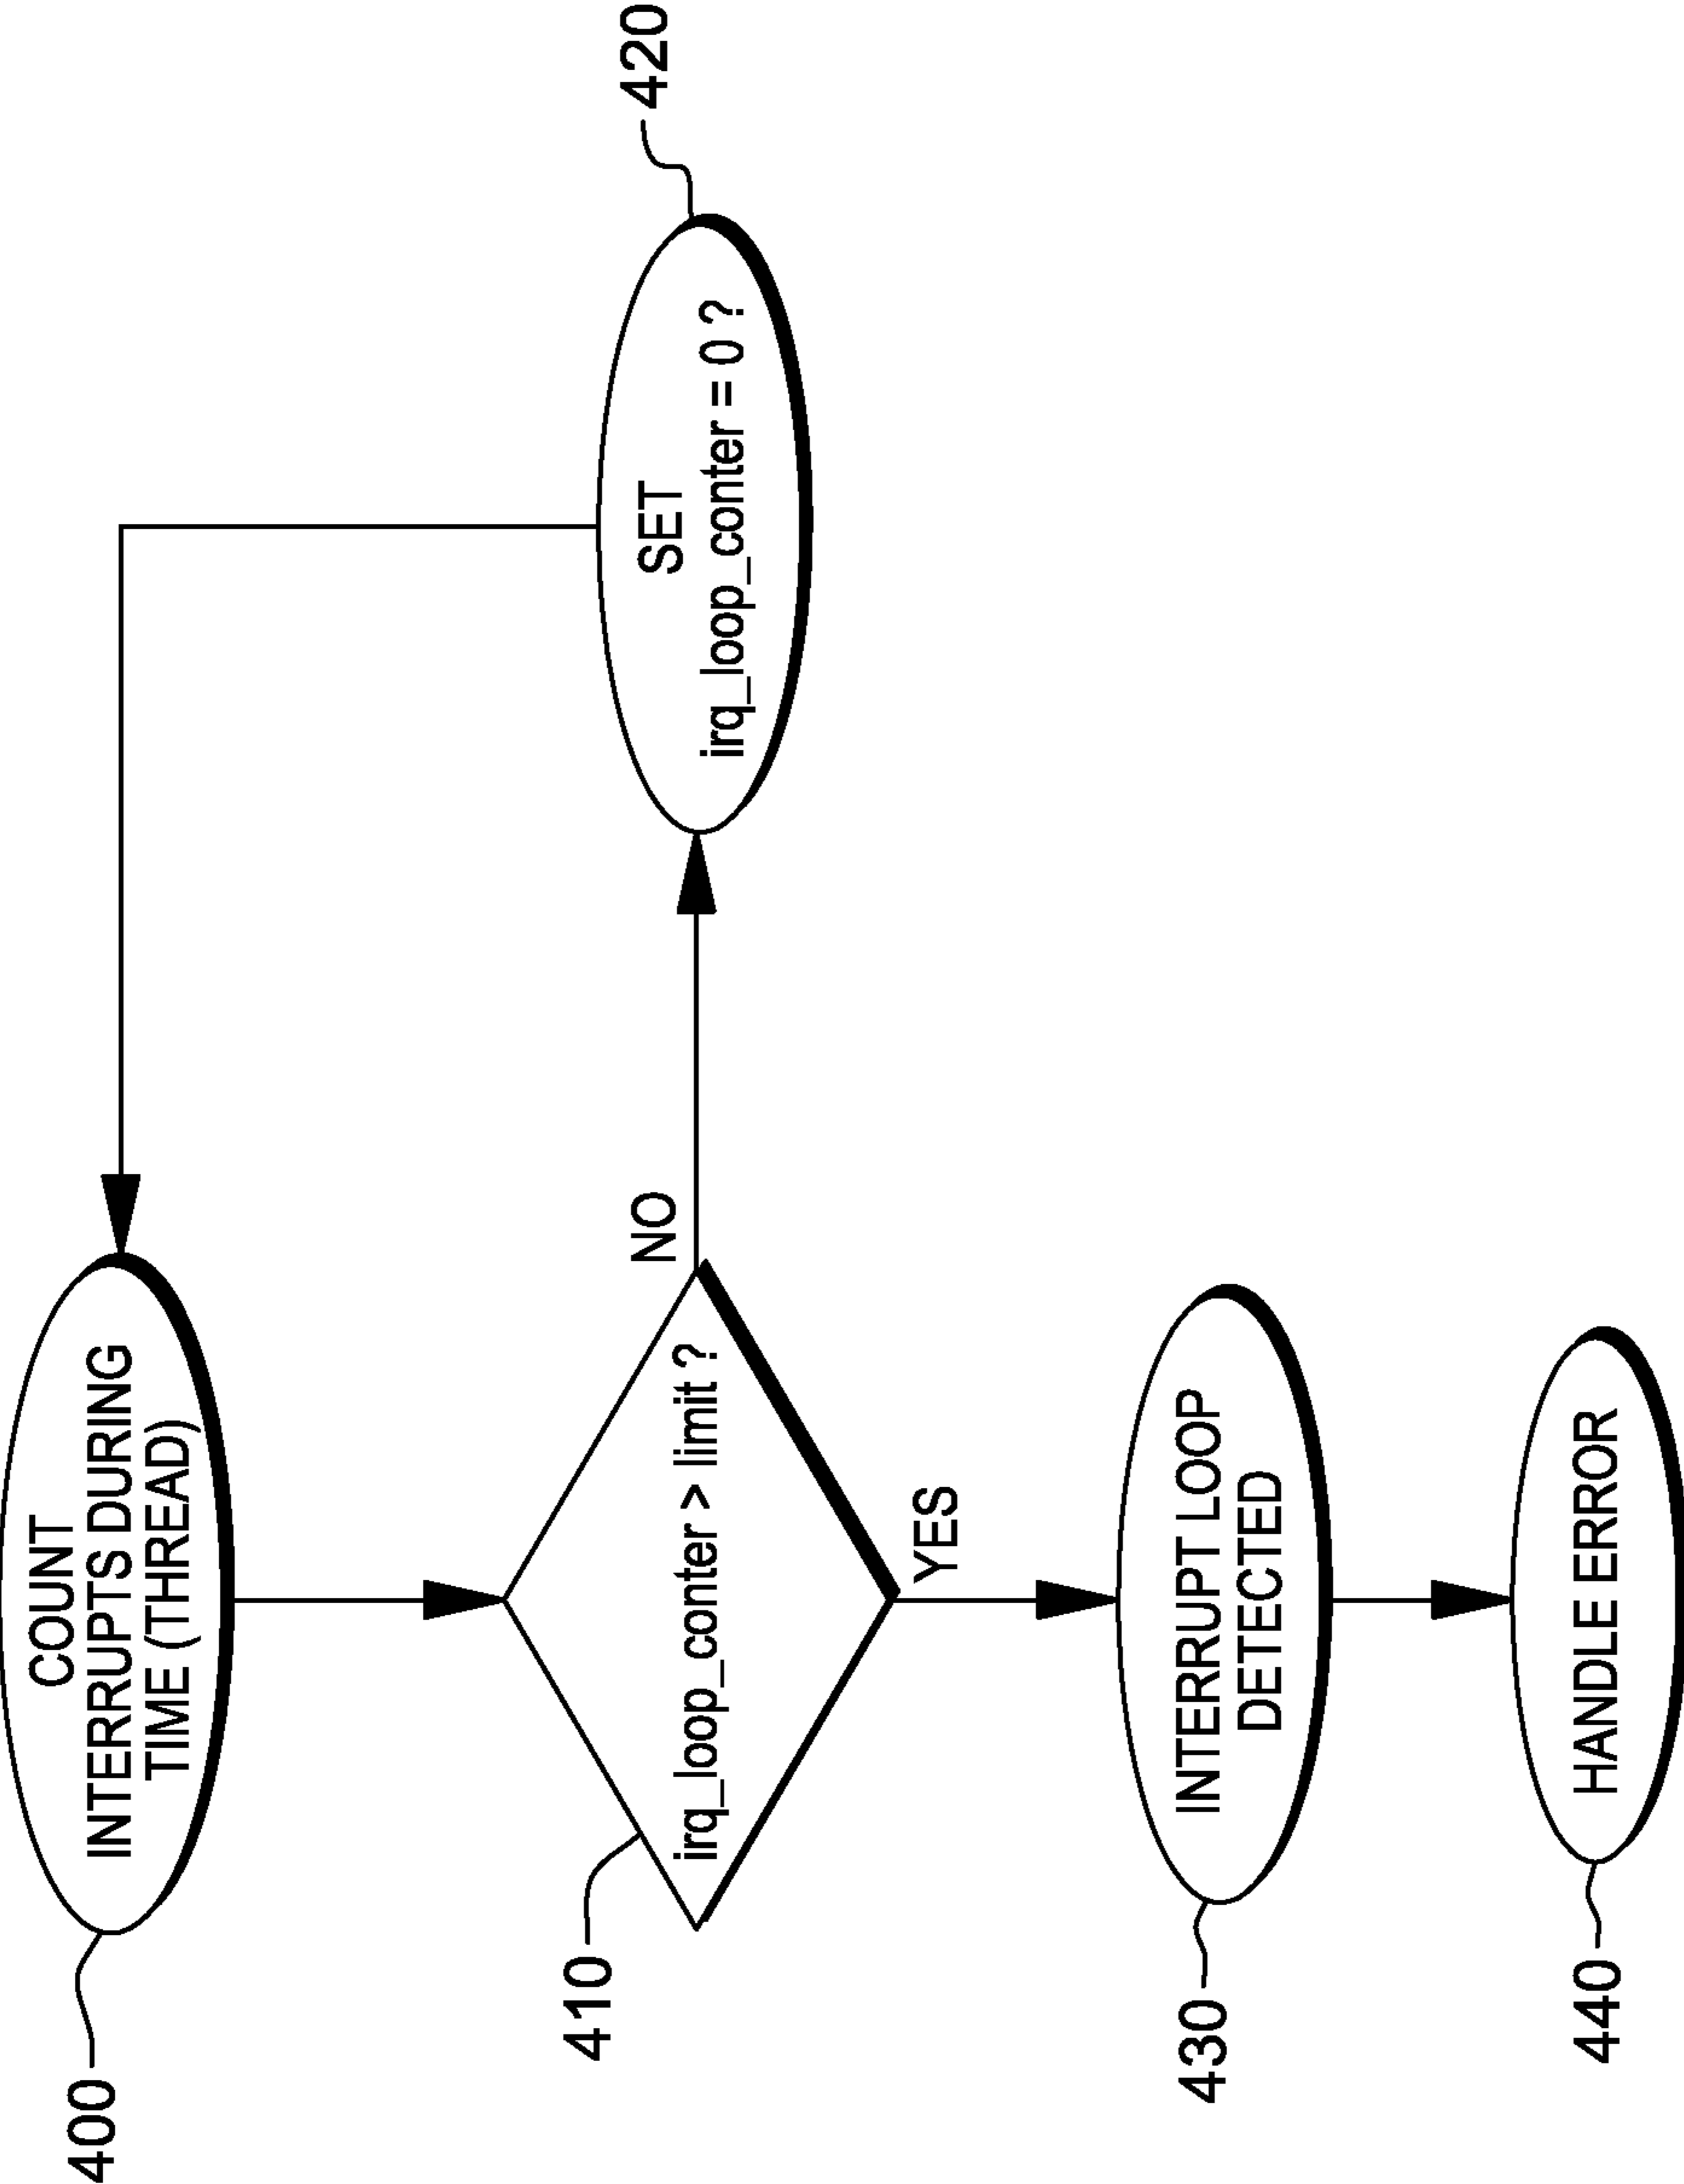 400
COUNT
INTERRUPTS DURING
TIME (THREAD)
410
irq_loop_conter > limit ?
NO
420
SET
irq_loop_conter = 0 ?
YES
430
INTERRUPT LOOP
DETECTED
440
HANDLE ERROR